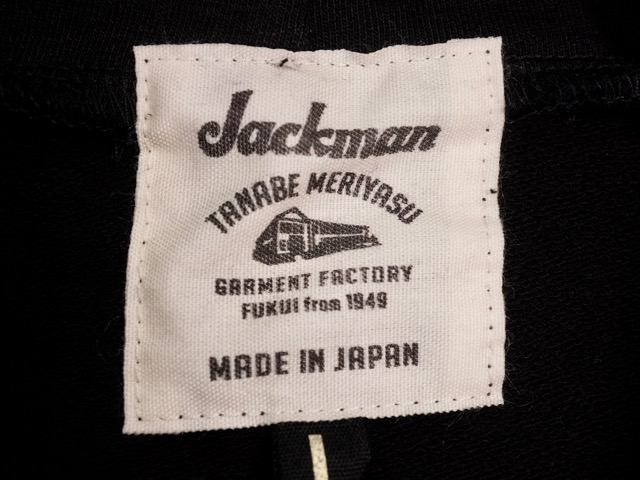 Jackman
TANABE MERIYASU
GARMENT FACTORY
FUKUI from 1949
MADE IN JAPAN